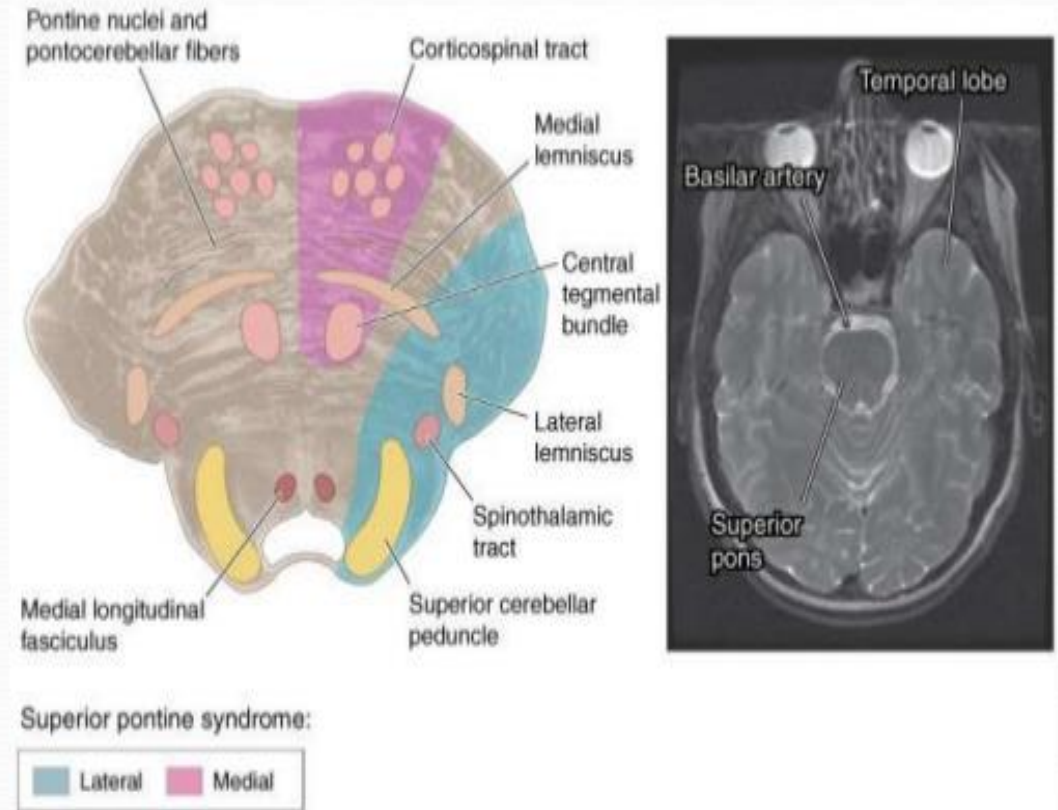 Pontine nuclei and
pontocerebellar fibers
Corticospinal tract
Medial
lemniscus
Central
tegmental
bundle
Lateral
lemniscus
Spinothalamic
tract
Superior cerebellar
peduncle
Medial longitudinal
fasciculus
Temporal lobe
Basilar artery
Superior
pons
Superior pontine syndrome:
Lateral
Medial